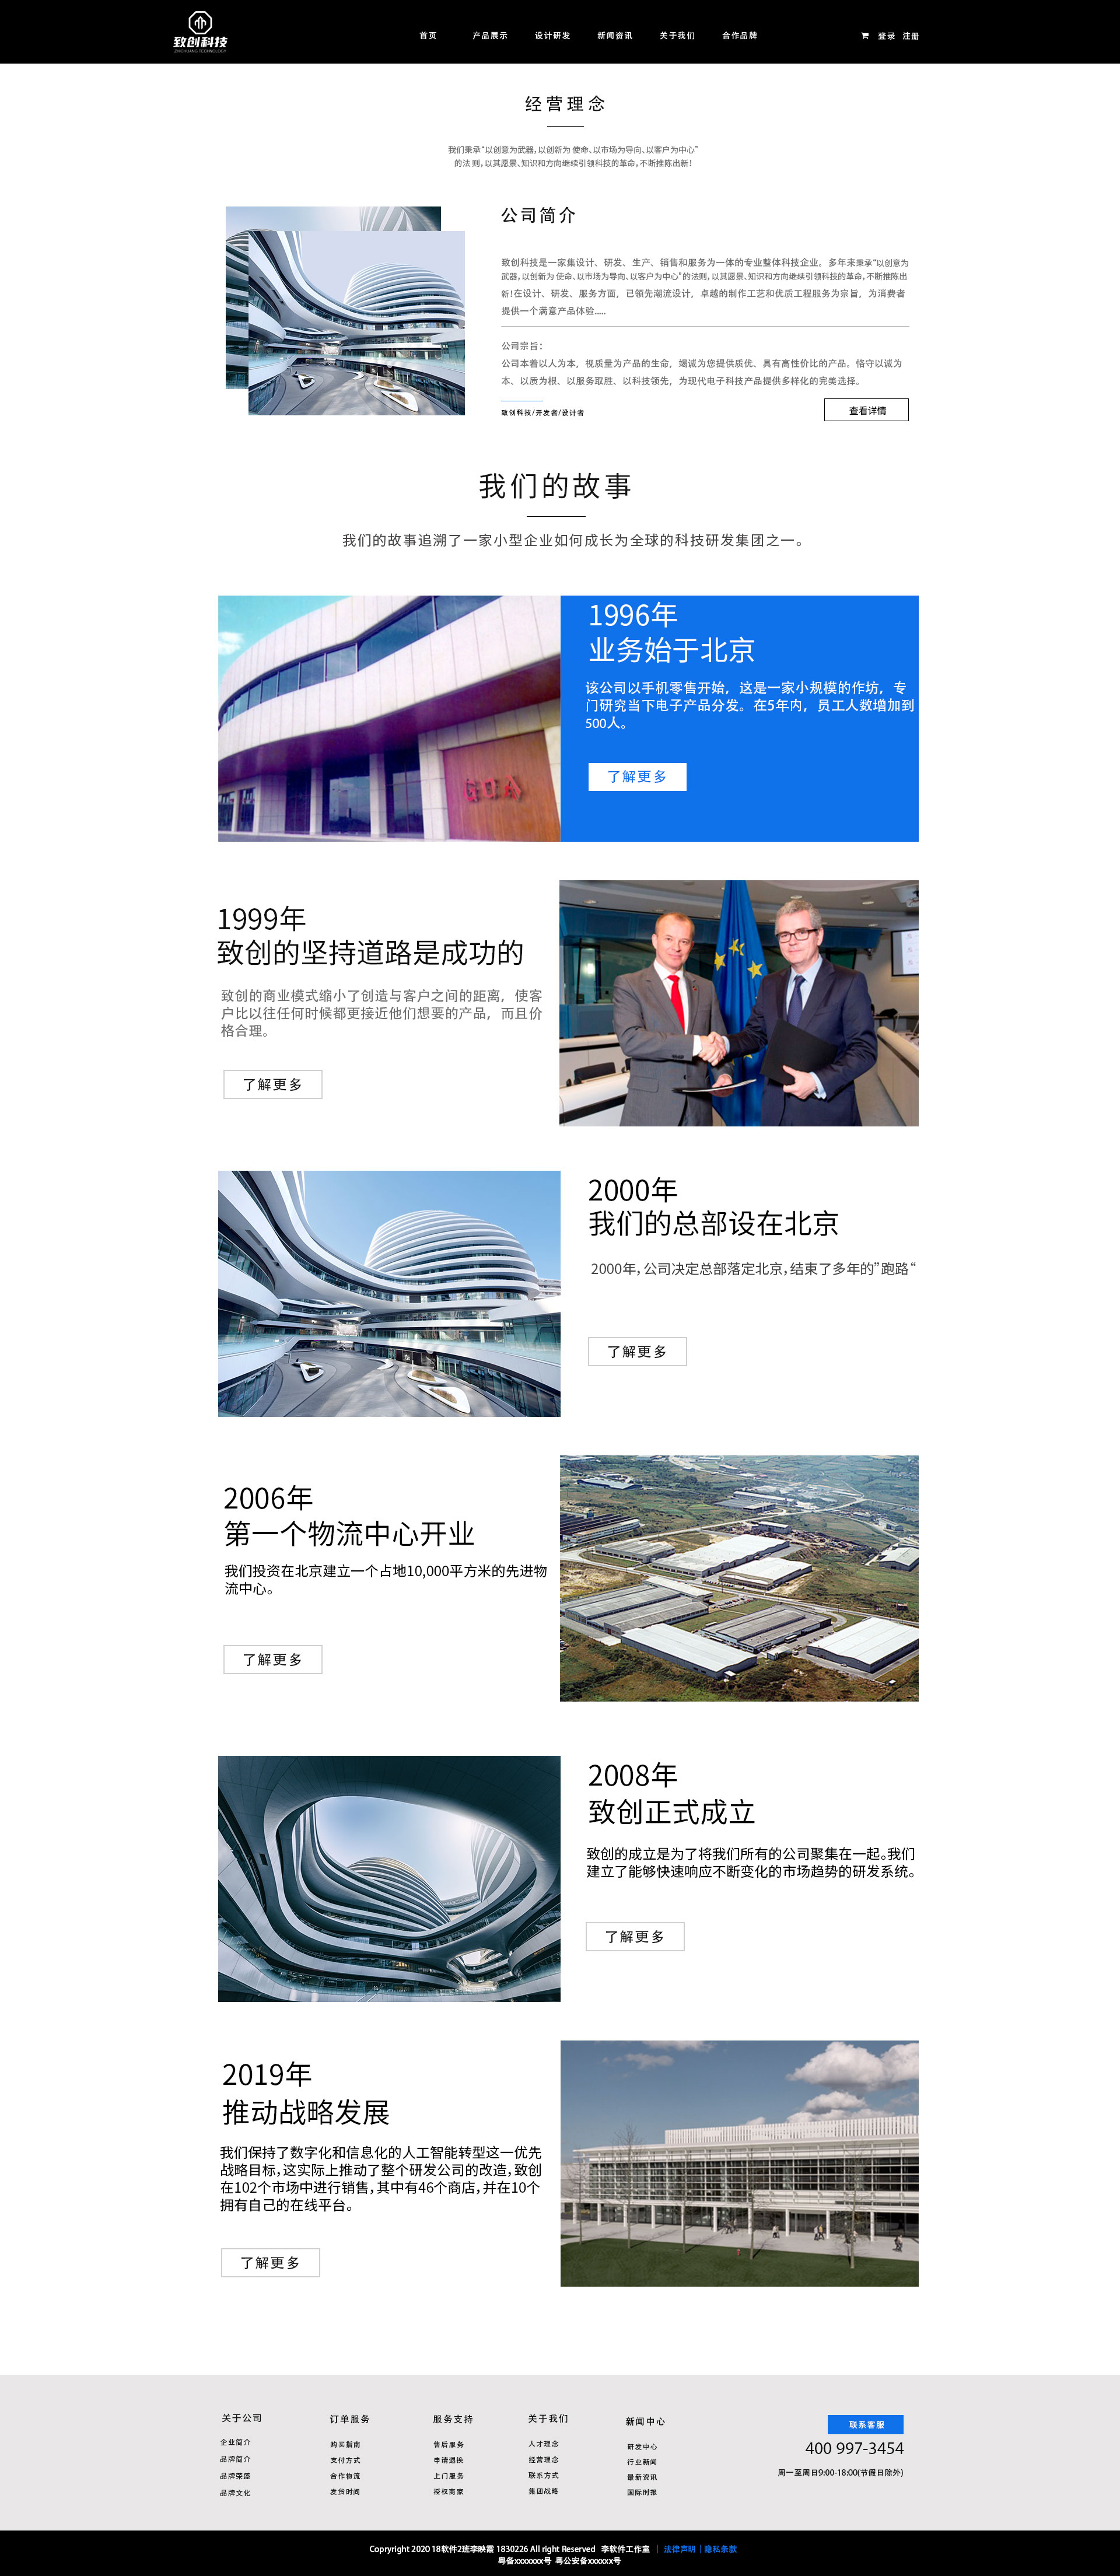 致创科技
ZHICHUANG TECHNOLOGY
首页 产品展示 设计研发 新闻资讯 关于我们 合作品牌 登录 注册
经营理念
我们秉承“以创意为武器，以创新为 使命、以市场为导向、以客户为中心”
的法则，以其愿景、知识和方向继续引领科技的革命，不断推陈出新！
公司简介
致创科技是一家集设计、研发、生产、销售和服务为一体的专业整体科技企业，多年来秉承“以创意为
武器，以创新为 使命、以市场为导向、以客户为中心”的法则，以其愿景、知识和方向继续引领科技的革命，不断推陈出
新！在设计、研发、服务方面，已领先潮流设计，卓越的制作工艺和优质工程服务为宗旨，为消费者
提供一个满意产品体验......
公司宗旨：
公司本着以人为本，视质量为产品的生命，竭诚为您提供质优、具有高性价比的产品。恪守以诚为
本、以质为根、以服务取胜、以科技领先，为现代电子科技产品提供多样化的完美选择。
致创科技/开发者/设计者
查看详情
我们的故事
我们的故事追溯了一家小型企业如何成长为全球的科技研发集团之一。
1996年
业务始于北京
该公司以手机零售开始，这是一家小规模的作坊，专
门研究当下电子产品分发。在5年内，员工人数增加到
500人。
了解更多
1999年
致创的坚持道路是成功的
致创的商业模式缩小了创造与客户之间的距离，使客
户比以往任何时候都更接近他们想要的产品，而且价
格合理。
了解更多
2000年
我们的总部设在北京
2000年，公司决定总部落定北京，结束了多年的”跑路“
了解更多
2006年
第一个物流中心开业
我们投资在北京建立一个占地10,000平方米的先进物
流中心。
了解更多
2008年
致创正式成立
致创的成立是为了将我们所有的公司聚集在一起。我们
建立了能够快速响应不断变化的市场趋势的研发系统。
了解更多
2019年
推动战略发展
我们保持了数字化和信息化的人工智能转型这一优先
战略目标，这实际上推动了整个研发公司的改造，致创
在102个市场中进行销售，其中有46个商店，并在10个
拥有自己的在线平台。
了解更多
关于公司
企业简介
品牌简介
品牌荣盛
品牌文化
订单服务
购买指南
支付方式
合作物流
发货时间
服务支持
售后服务
申请退换
上门服务
授权商家
关于我们
人才理念
经营理念
联系方式
集团战略
新闻中心
研发中心
行业新闻
最新资讯
国际时报
联系客服
400 997-3454
周一至周日9:00-18:00(节假日除外)
Copryright 2020 18软件2班李映霞 1830226 All right Reserved 李软件工作室 | 法律声明 | 隐私条款
粤备xxxxxxx号 粤公安备xxxxxx号